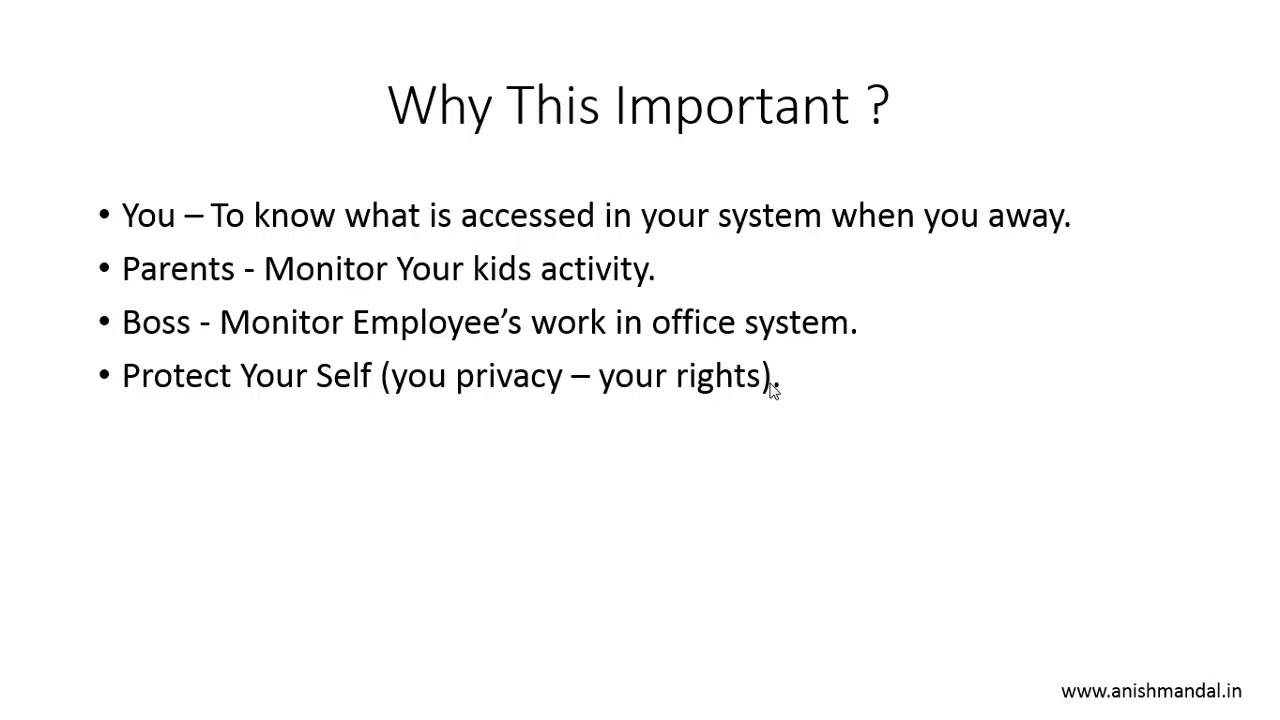 Why This Important ?
• You – To know what is accessed in your system when you away.
• Parents - Monitor Your kids activity.
• Boss - Monitor Employee’s work in office system.
• Protect Your Self (you privacy – your rights).
www.anishmandal.in